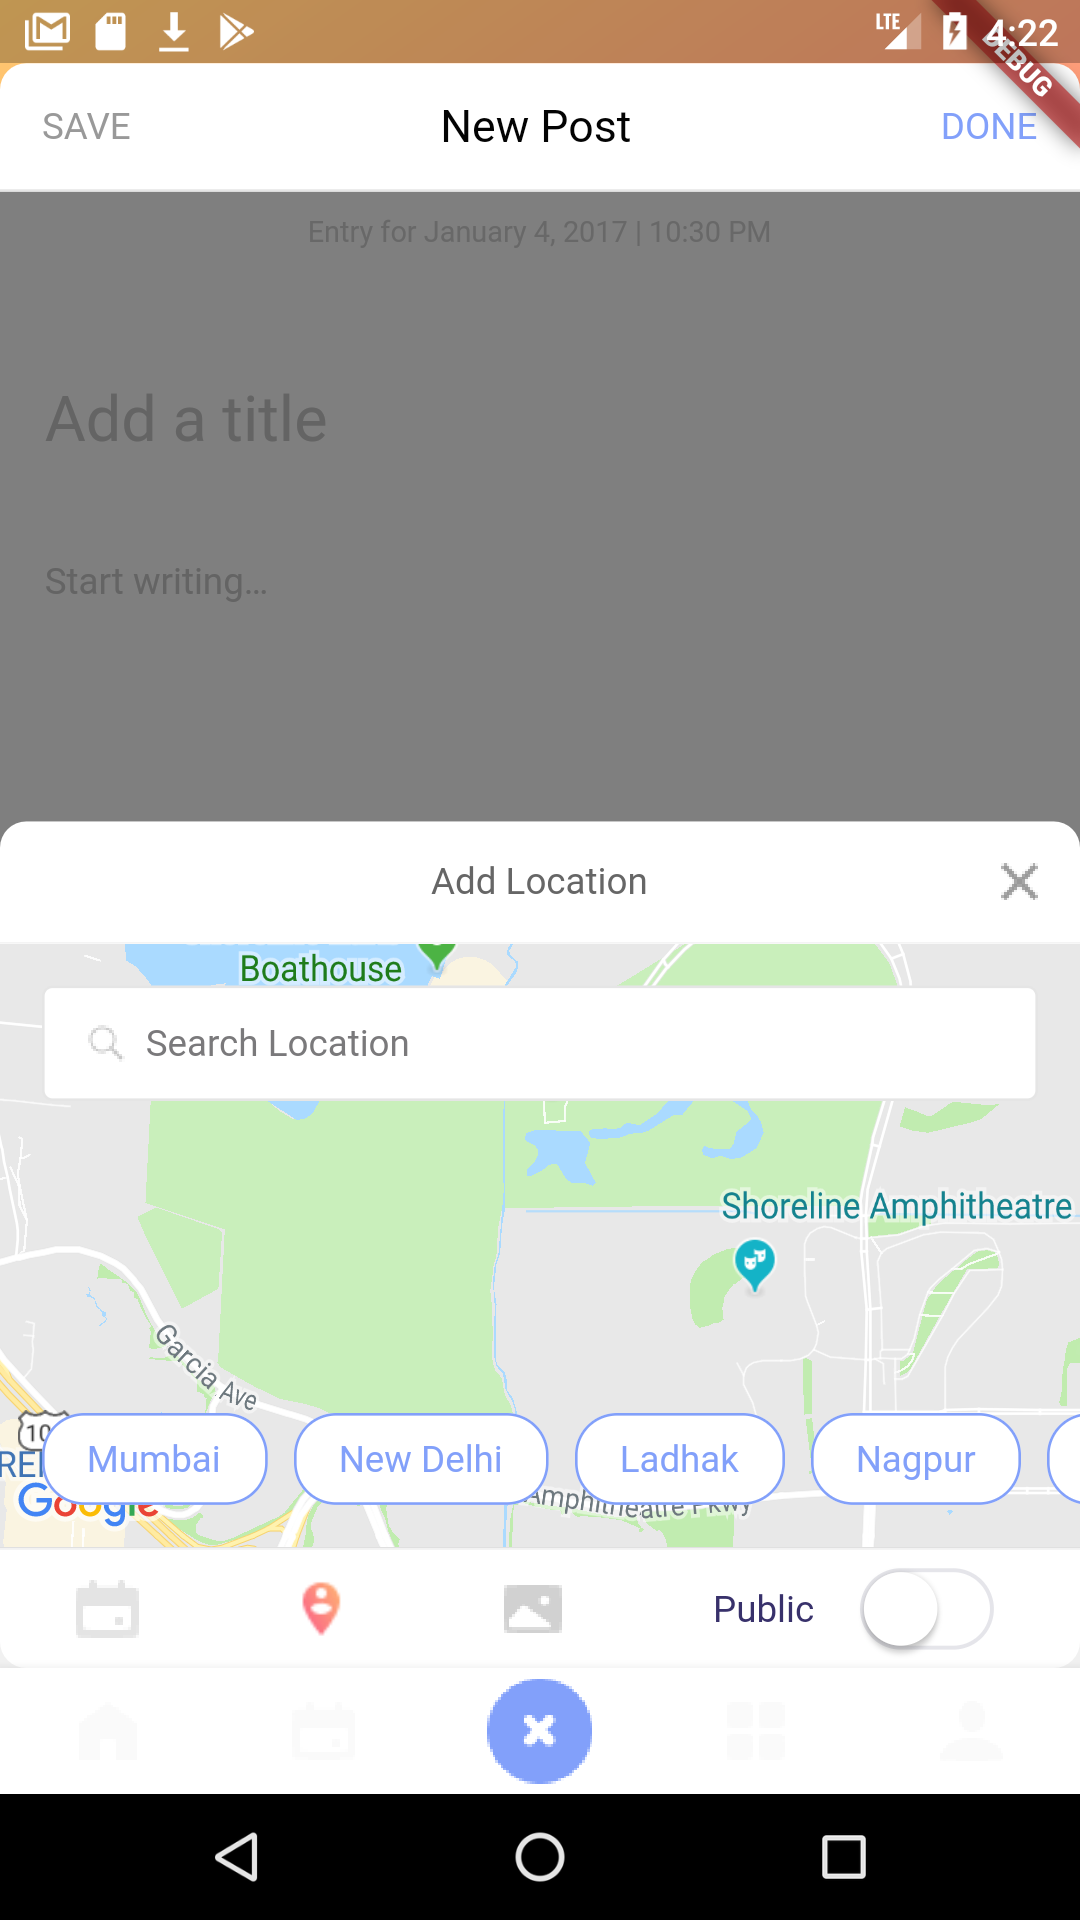 LTE 4:22
DEBUG
SAVE New Post DONE
Entry for January 4, 2017 | 10:30 PM
Add a title
Start writing...
Add Location
Boathouse
Search Location
Shoreline Amphitheatre
Garcia Ave
10
Mumbai New Delhi Ladhak Nagpur
Google
Amphitheatre Pkwy
Public